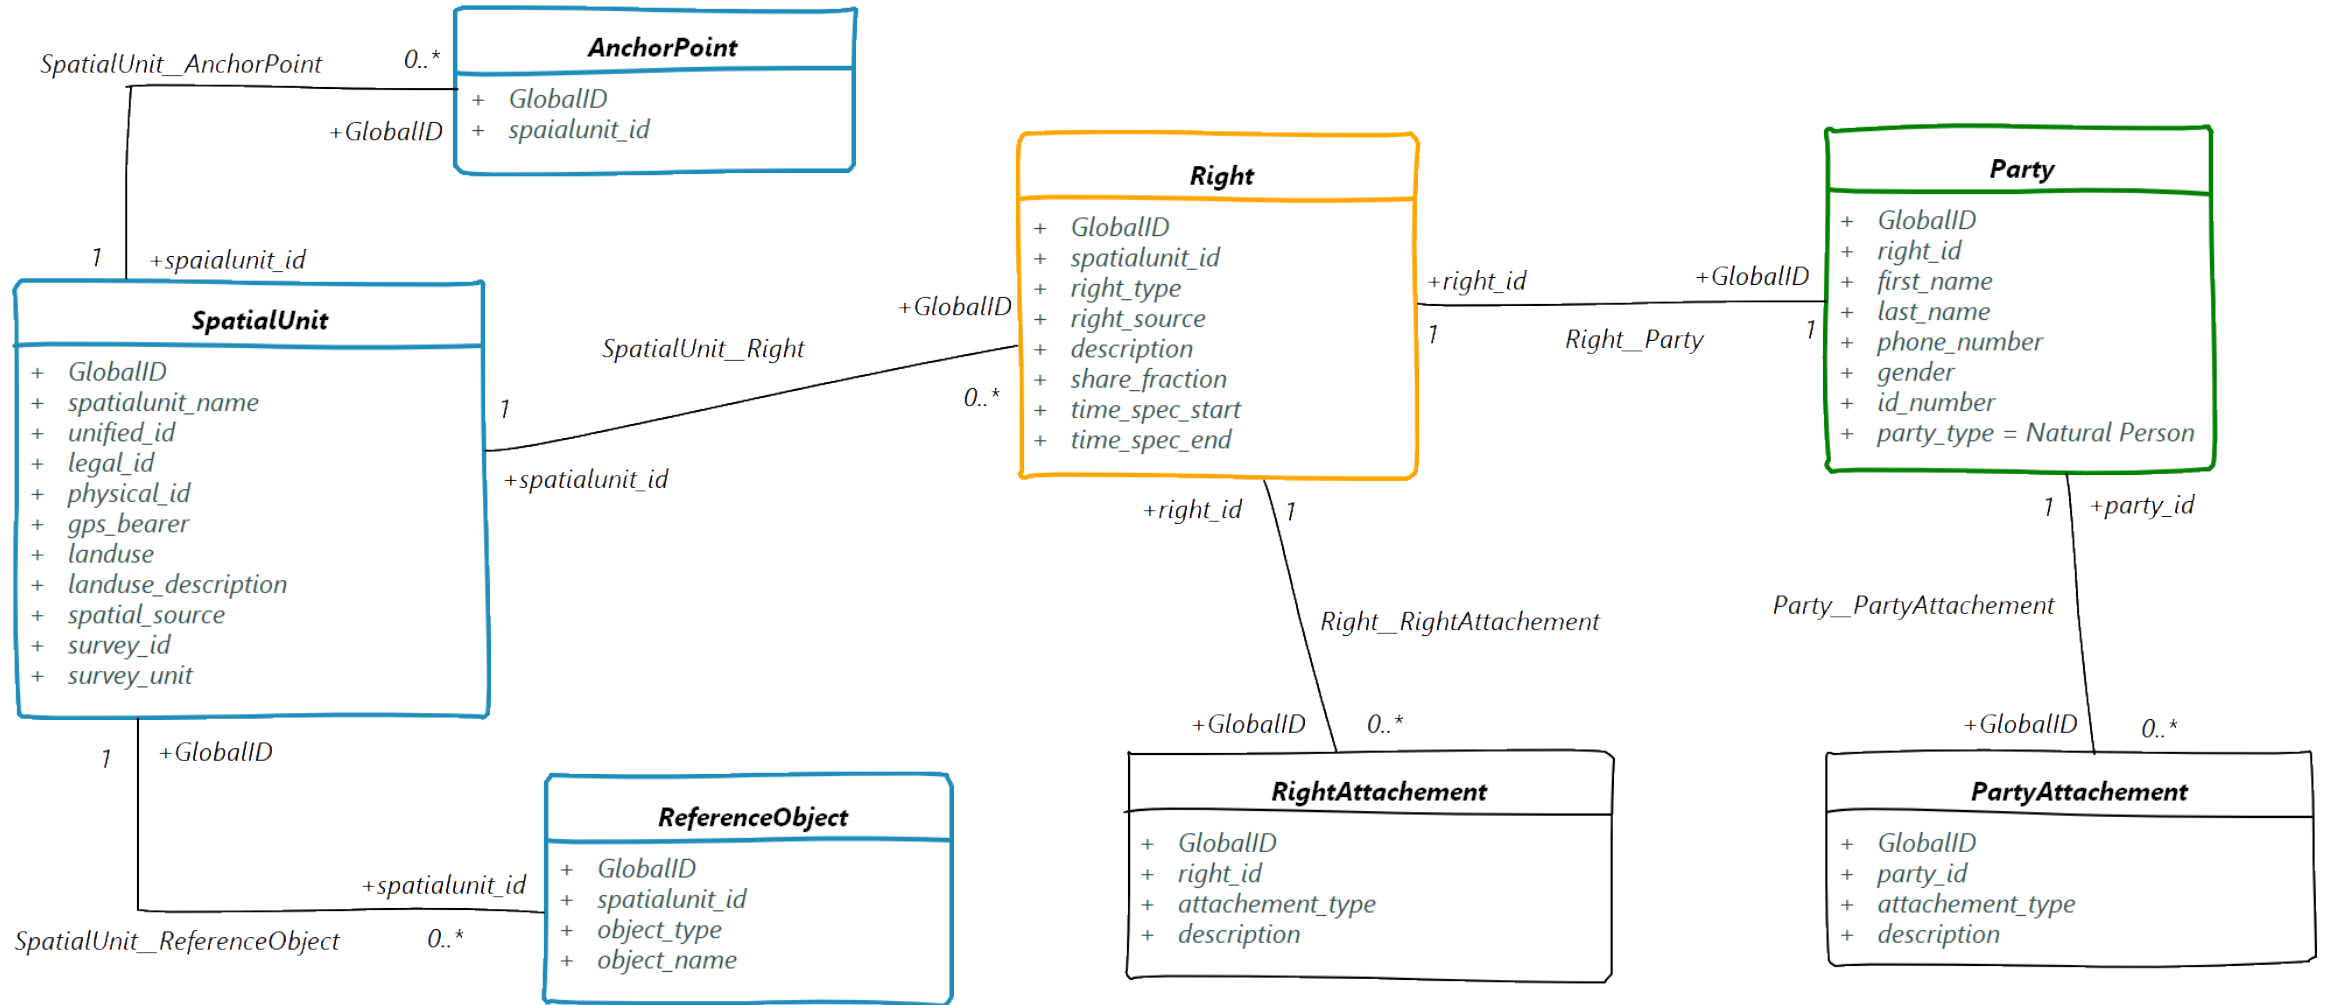 SpatialUnit__AnchorPoint
0..*
+GlobalID
1
+spaialunit_id
AnchorPoint
+ GlobalID
+ spaialunit_id
SpatialUnit
+ GlobalID
+ spatialunit_name
+ unified_id
+ legal_id
+ physical_id
+ gps_bearer
+ landuse
+ landuse_description
+ spatial_source
+ survey_id
+ survey_unit
SpatialUnit__Right
+GlobalID
0..*
1
+spatialunit_id
Right
+ GlobalID
+ spatialunit_id
+ right_type
+ right_source
+ description
+ share_fraction
+ time_spec_start
+ time_spec_end
+right_id
+GlobalID
1
1
Right__Party
Party
+ GlobalID
+ right_id
+ first_name
+ last_name
+ phone_number
+ gender
+ id_number
+ party_type = Natural Person
+right_id
1
Right__RightAttachement
+GlobalID
0..*
1
+party_id
Party__PartyAttachement
+GlobalID
0..*
1
+GlobalID
+spatialunit_id
SpatialUnit__ReferenceObject
0..*
ReferenceObject
+ GlobalID
+ spatialunit_id
+ object_type
+ object_name
RightAttachement
+ GlobalID
+ right_id
+ attachement_type
+ description
PartyAttachement
+ GlobalID
+ party_id
+ attachement_type
+ description